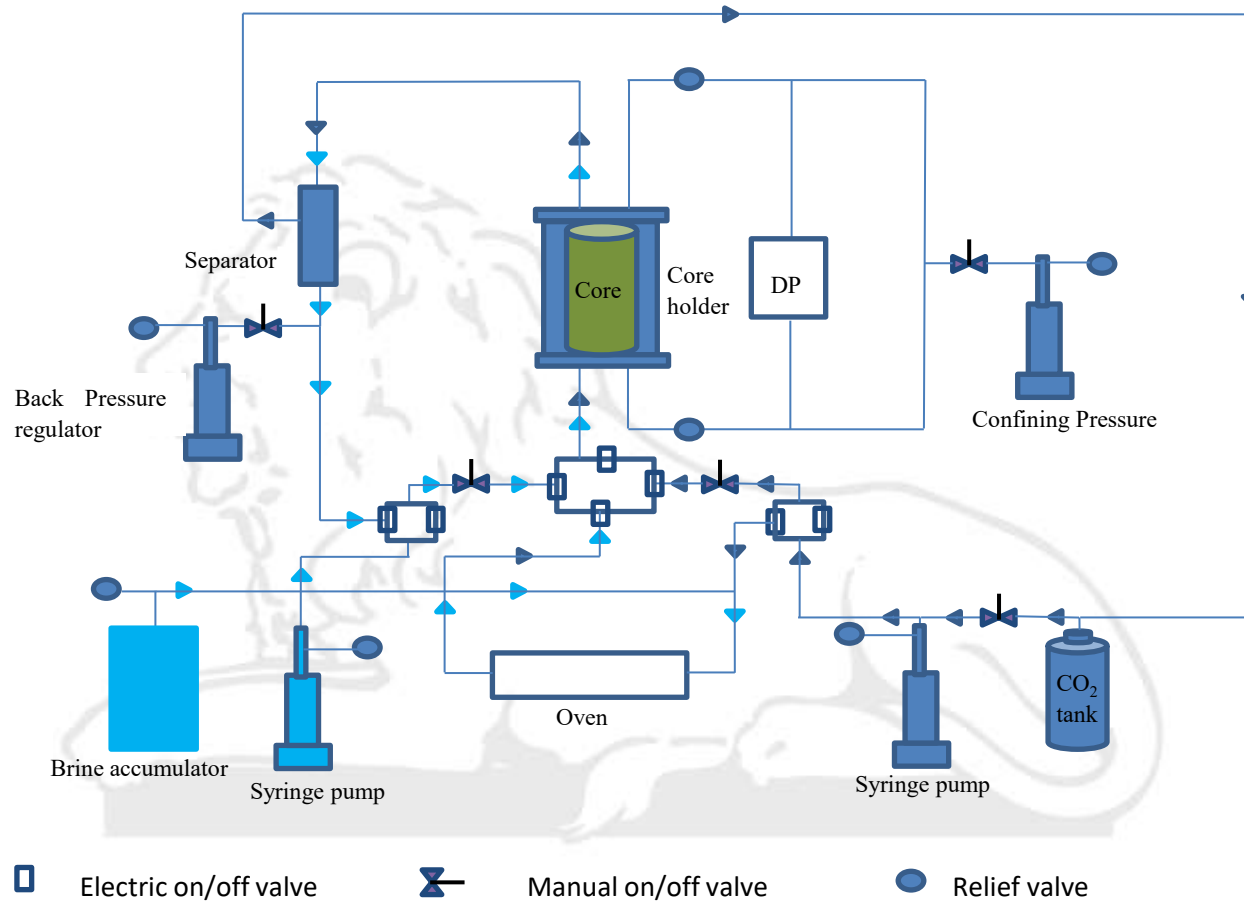 Separator
Core
Core
holder
DP
Back Pressure
regulator
Confining Pressure
CO₂
tank
Oven
Brine accumulator
Syringe pump
Syringe pump
Electric on/off valve
Manual on/off valve
Relief valve